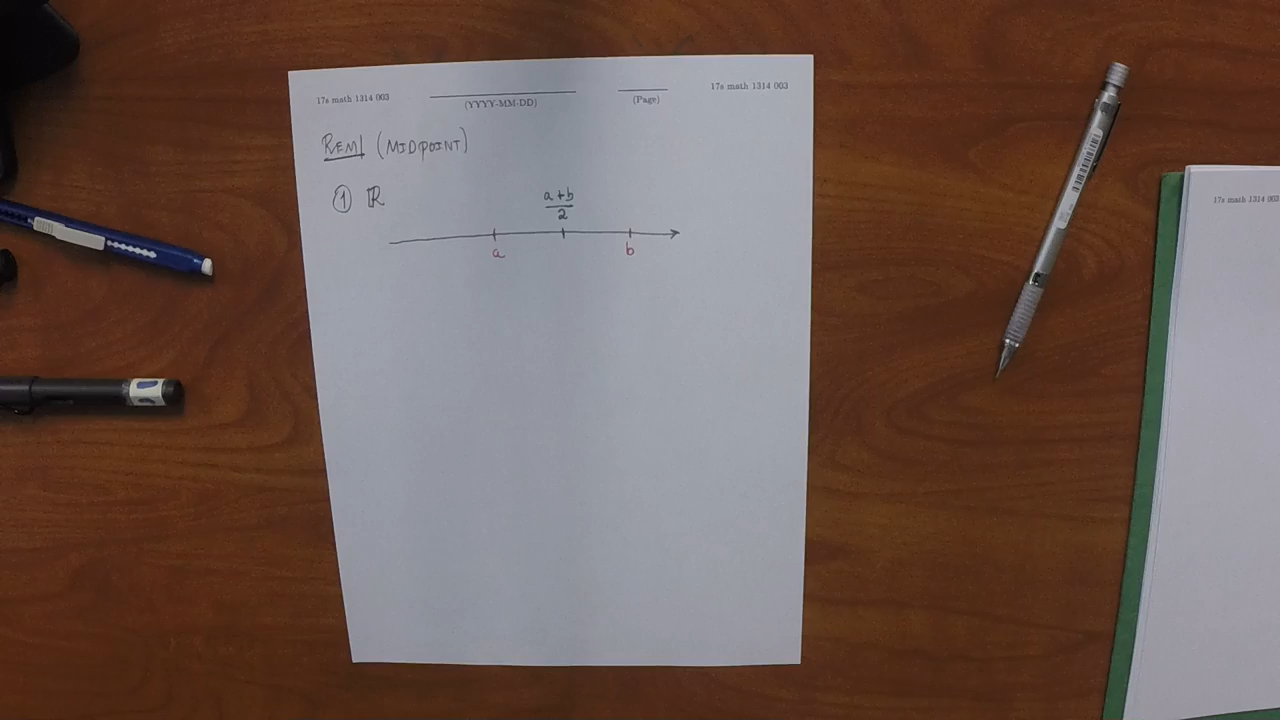 17s math 1314 003 (YYYY-MM-DD) (Page) 17s math 1314 003
REM (MIDPOINT)
① ℝ
a+b
2
a b
17s math 1314 003